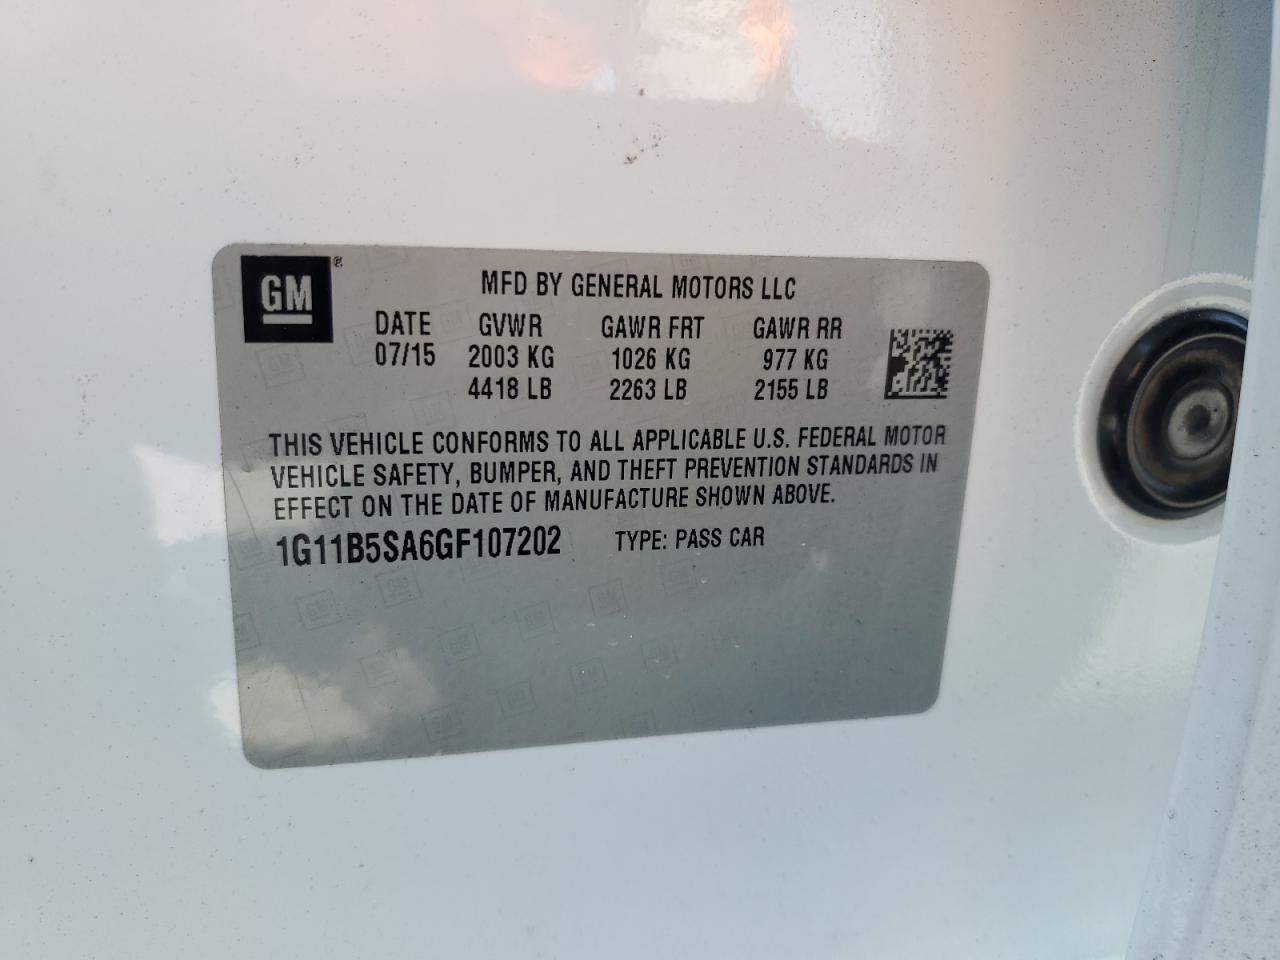 GM®
MFD BY GENERAL MOTORS LLC
DATE GVWR GAWR FRT GAWR RR
07/15 2003 KG 1026 KG 977 KG
4418 LB 2263 LB 2155 LB
THIS VEHICLE CONFORMS TO ALL APPLICABLE U.S. FEDERAL MOTOR
VEHICLE SAFETY, BUMPER, AND THEFT PREVENTION STANDARDS IN
EFFECT ON THE DATE OF MANUFACTURE SHOWN ABOVE.
1G11B5SA6GF107202 TYPE: PASS CAR